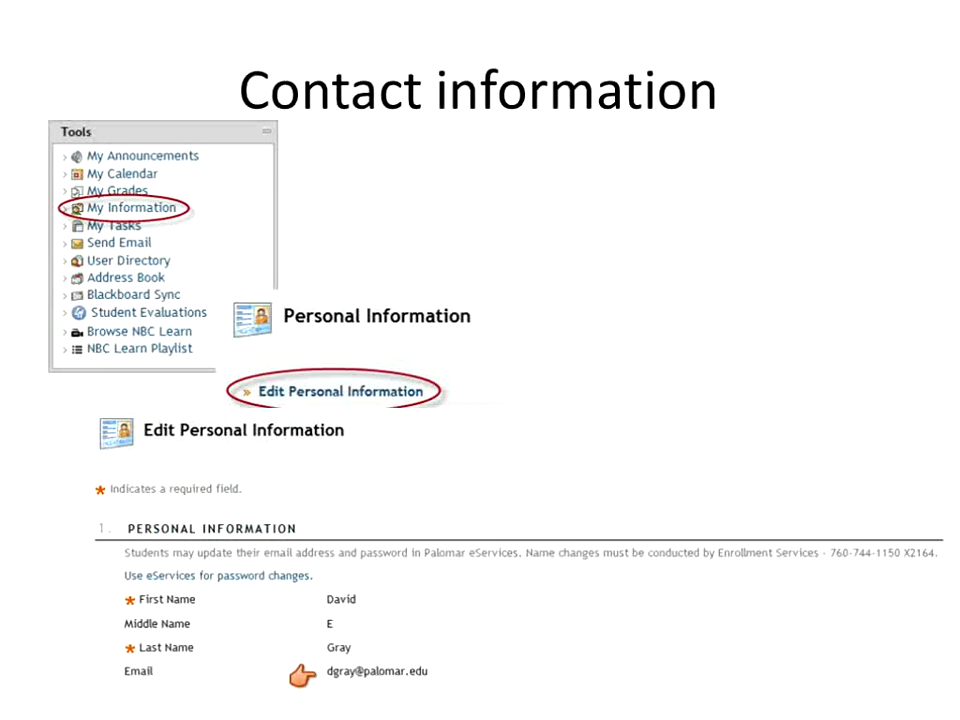 Contact information
Tools
My Announcements
My Calendar
My Grades
My Information
My Tasks
Send Email
User Directory
Address Book
Blackboard Sync
Student Evaluations
Browse NBC Learn
NBC Learn Playlist
Personal Information
» Edit Personal Information
Edit Personal Information
* Indicates a required field.
1. PERSONAL INFORMATION
Students may update their email address and password in Palomar eServices. Name changes must be conducted by Enrollment Services - 760-744-1150 X2164.
Use eServices for password changes.
* First Name David
Middle Name E
* Last Name Gray
Email dgray@palomar.edu